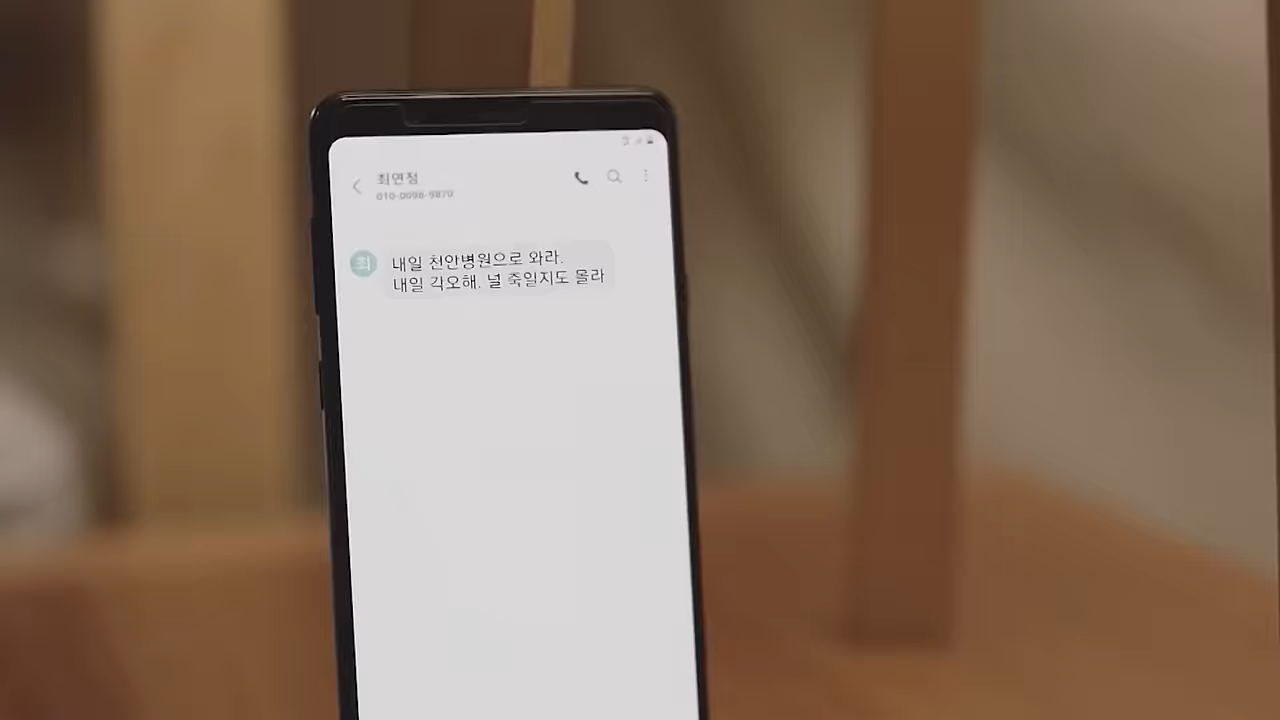 최연정
010-0098-9870
최
내일 천안병원으로 와라.
내일 각오해. 널 죽일지도 몰라